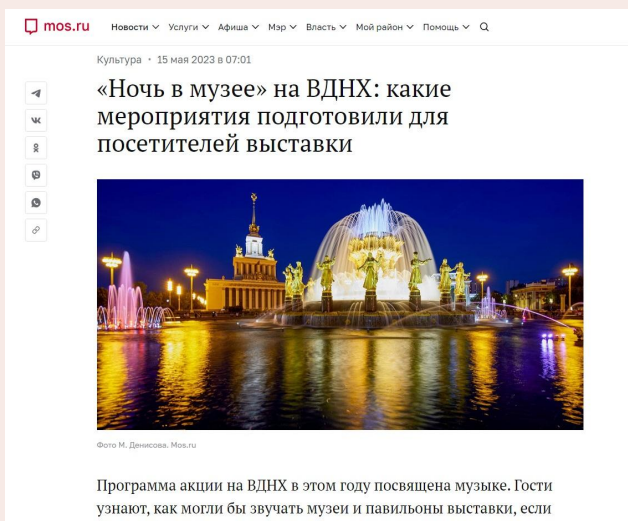 mos.ru
Новости Услуги Афиша Мэр Власть Мой район Помощь
Культура • 15 мая 2023 в 07:01
«Ночь в музее» на ВДНХ: какие
мероприятия подготовили для
посетителей выставки
Фото М. Денисова. Mos.ru
Программа акции на ВДНХ в этом году посвящена музыке. Гости
узнают, как могли бы звучать музеи и павильоны выставки, если